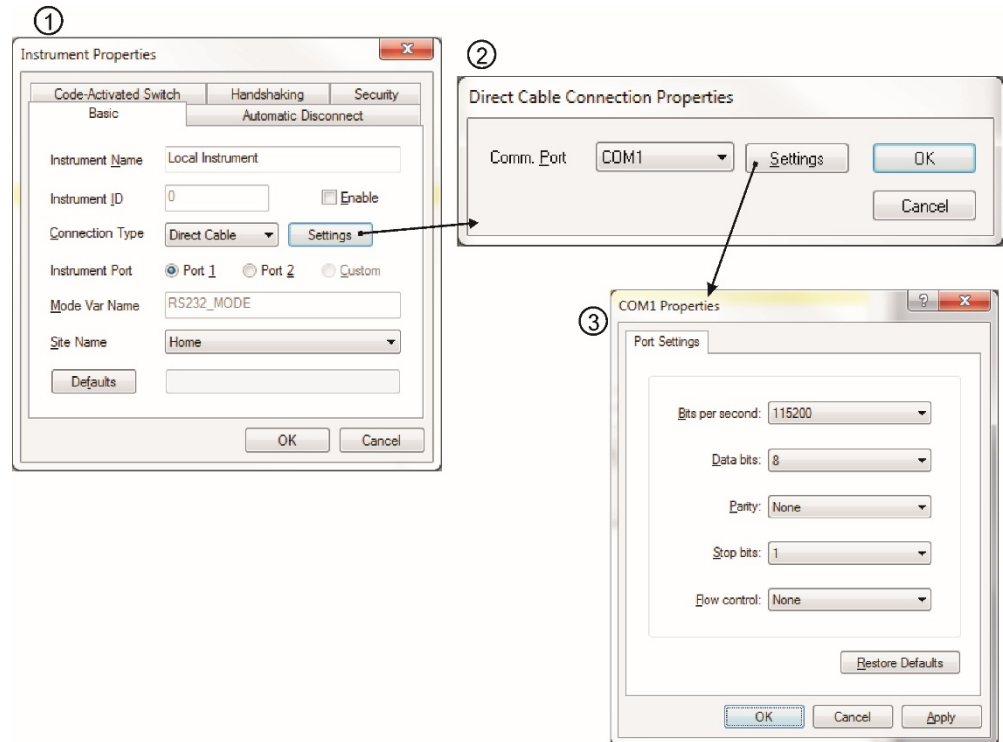 ①
Instrument Properties
Code-Activated Switch Handshaking Security
Basic Automatic Disconnect
Instrument Name Local Instrument
Instrument ID 0 Enable
Connection Type Direct Cable Settings
Instrument Port Port 1 Port 2 Custom
Mode Var Name RS232_MODE
Site Name Home
Defaults
OK Cancel
②
Direct Cable Connection Properties
Comm. Port COM1 Settings OK
Cancel
③
COM1 Properties
Port Settings
Bits per second: 115200
Data bits: 8
Parity: None
Stop bits: 1
Flow control: None
Restore Defaults
OK Cancel Apply